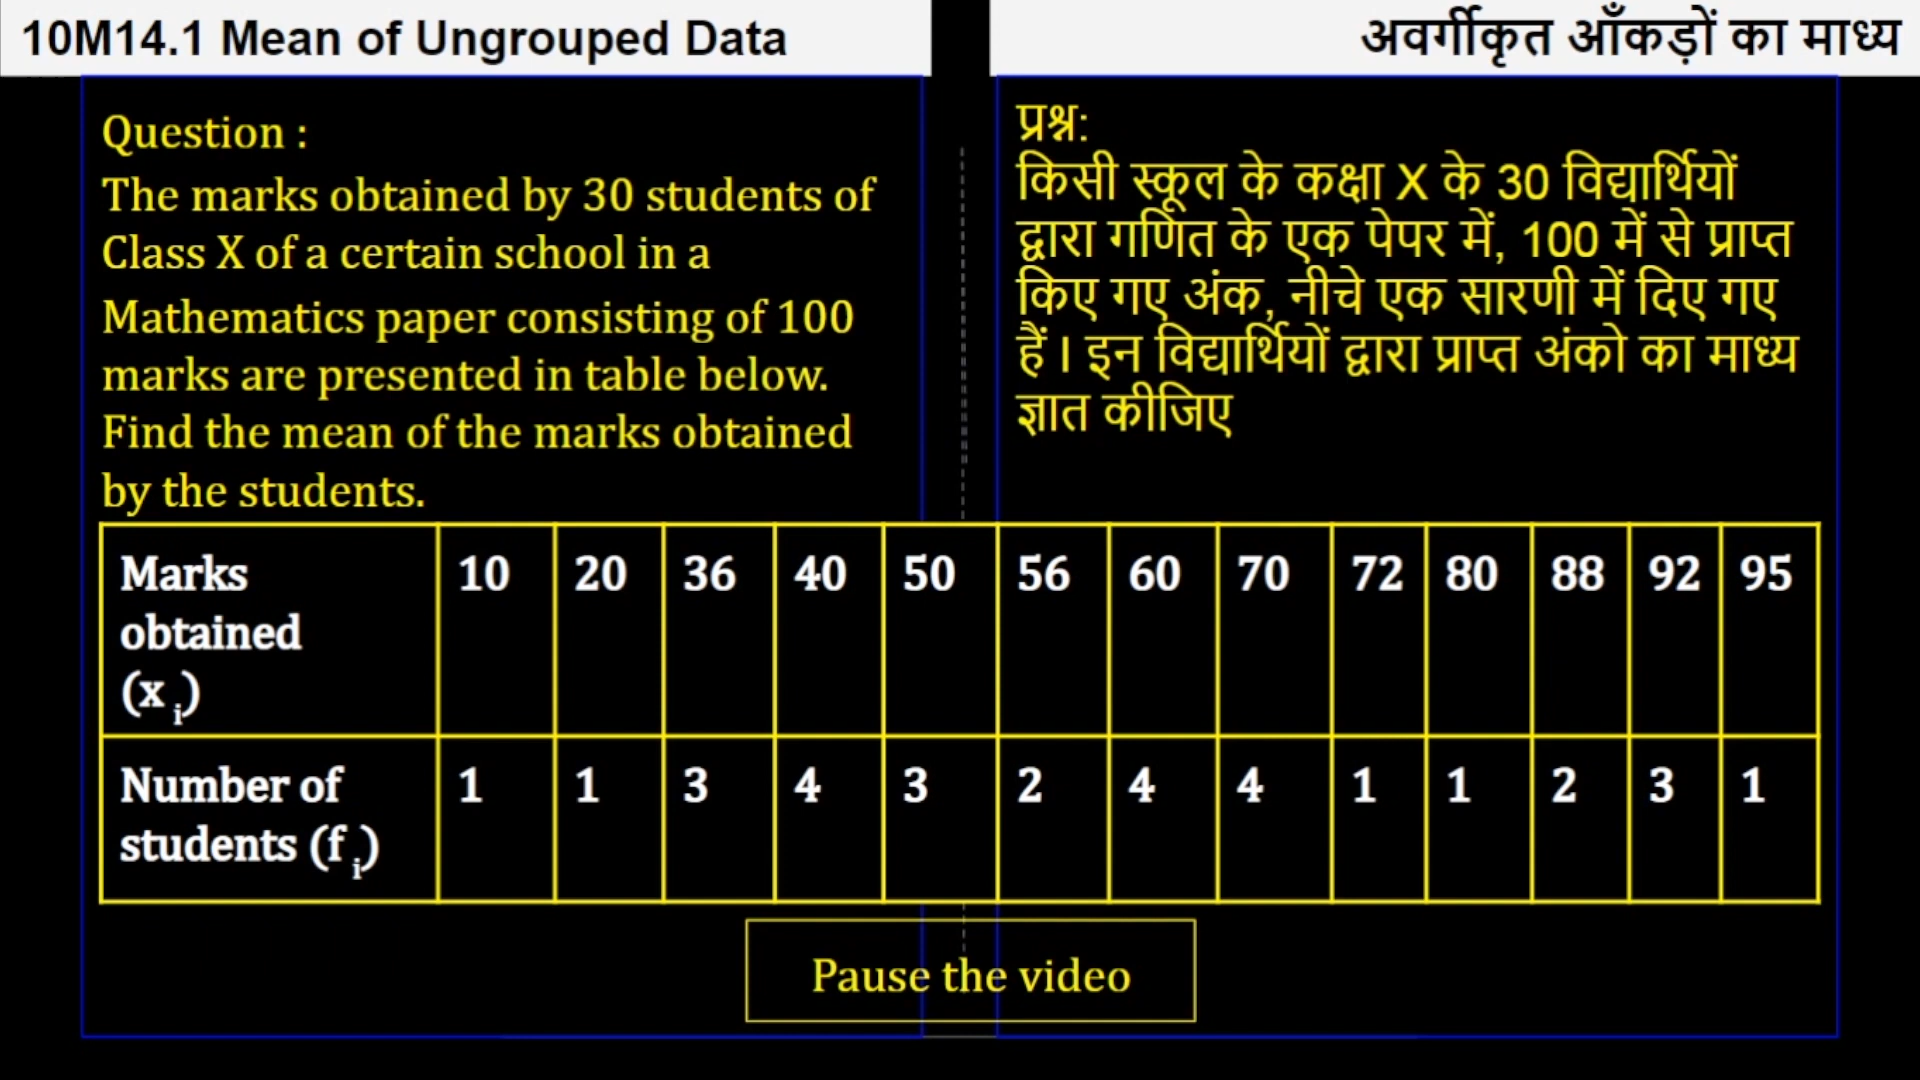 10M14.1 Mean of Ungrouped Data
अवर्गीकृत आँकड़ों का माध्य
Question :
The marks obtained by 30 students of
Class X of a certain school in a
Mathematics paper consisting of 100
marks are presented in table below.
Find the mean of the marks obtained
by the students.
प्रश्न:
किसी स्कूल के कक्षा X के 30 विद्यार्थियों
द्वारा गणित के एक पेपर में, 100 में से प्राप्त
किए गए अंक, नीचे एक सारणी में दिए गए
हैं । इन विद्यार्थियों द्वारा प्राप्त अंको का माध्य
ज्ञात कीजिए
Marks obtained (x i) 10 20 36 40 50 56 60 70 72 80 88 92 95
Number of students (f i) 1 1 3 4 3 2 4 4 1 1 2 3 1
Pause the video